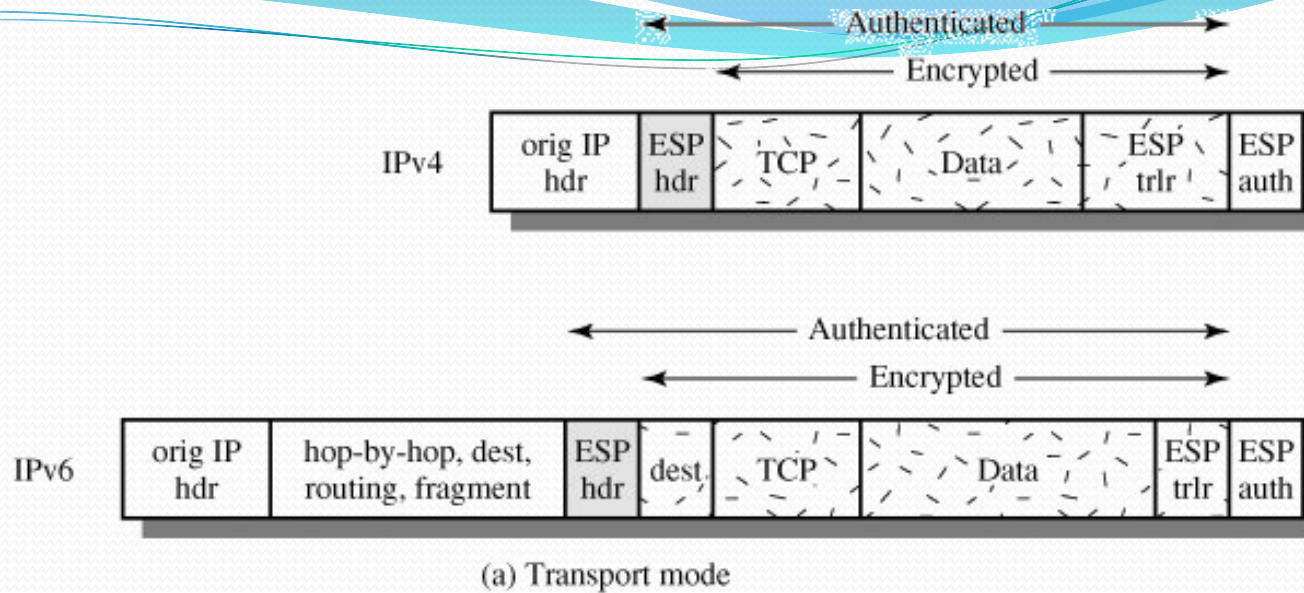 Authenticated
Encrypted
IPv4
orig IP
hdr
ESP
hdr
TCP
Data
ESP
trlr
ESP
auth
Authenticated
Encrypted
IPv6
orig IP
hdr
hop-by-hop, dest,
routing, fragment
ESP
hdr
dest
TCP
Data
ESP
trlr
ESP
auth
(a) Transport mode